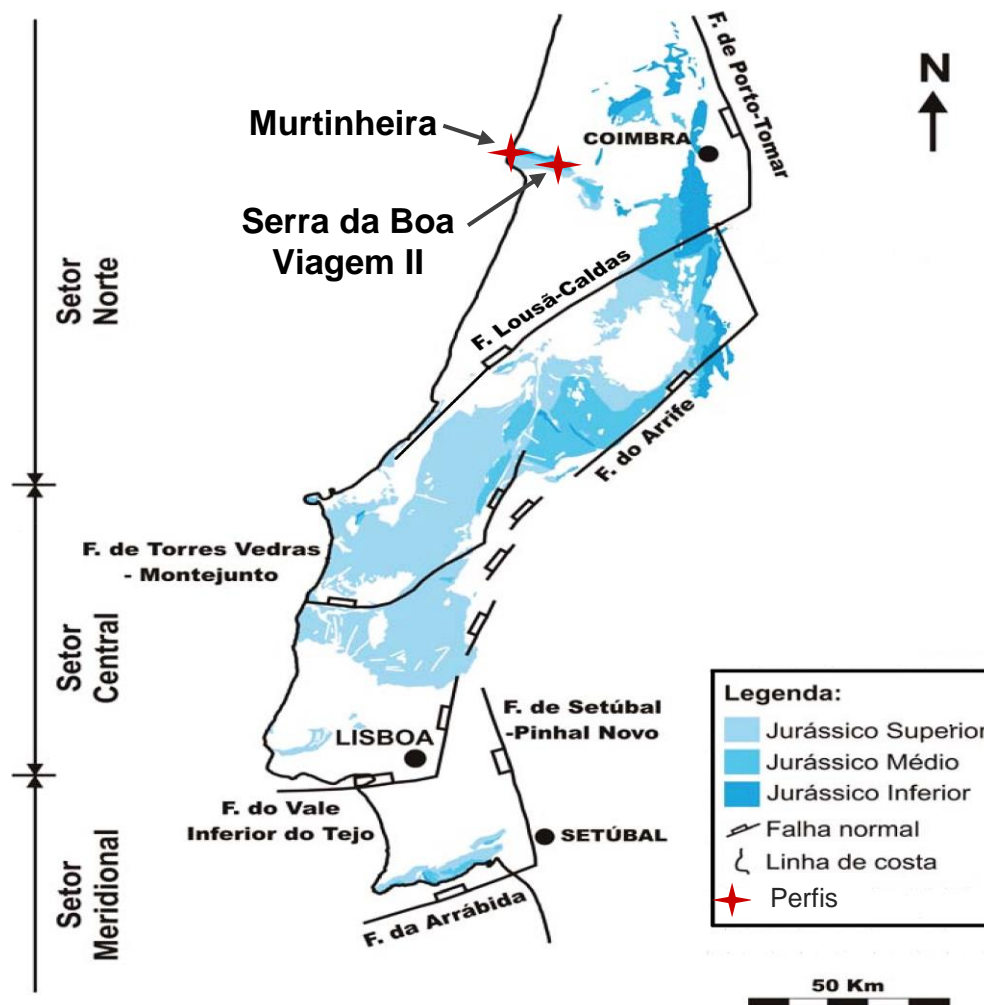 F. de Porto-Tomar
N
Murtinheira
COIMBRA
Serra da Boa
Viagem II
Setor
Norte
F. Lousã-Caldas
F. do Arrife
F. de Torres Vedras
- Montejunto
Setor
Central
F. de Setúbal
-Pinhal Novo
LISBOA
F. do Vale
Inferior do Tejo
SETÚBAL
Setor
Meridional
F. da Arrábida
Legenda:
Jurássico Superior
Jurássico Médio
Jurássico Inferior
Falha normal
Linha de costa
Perfis
50 Km